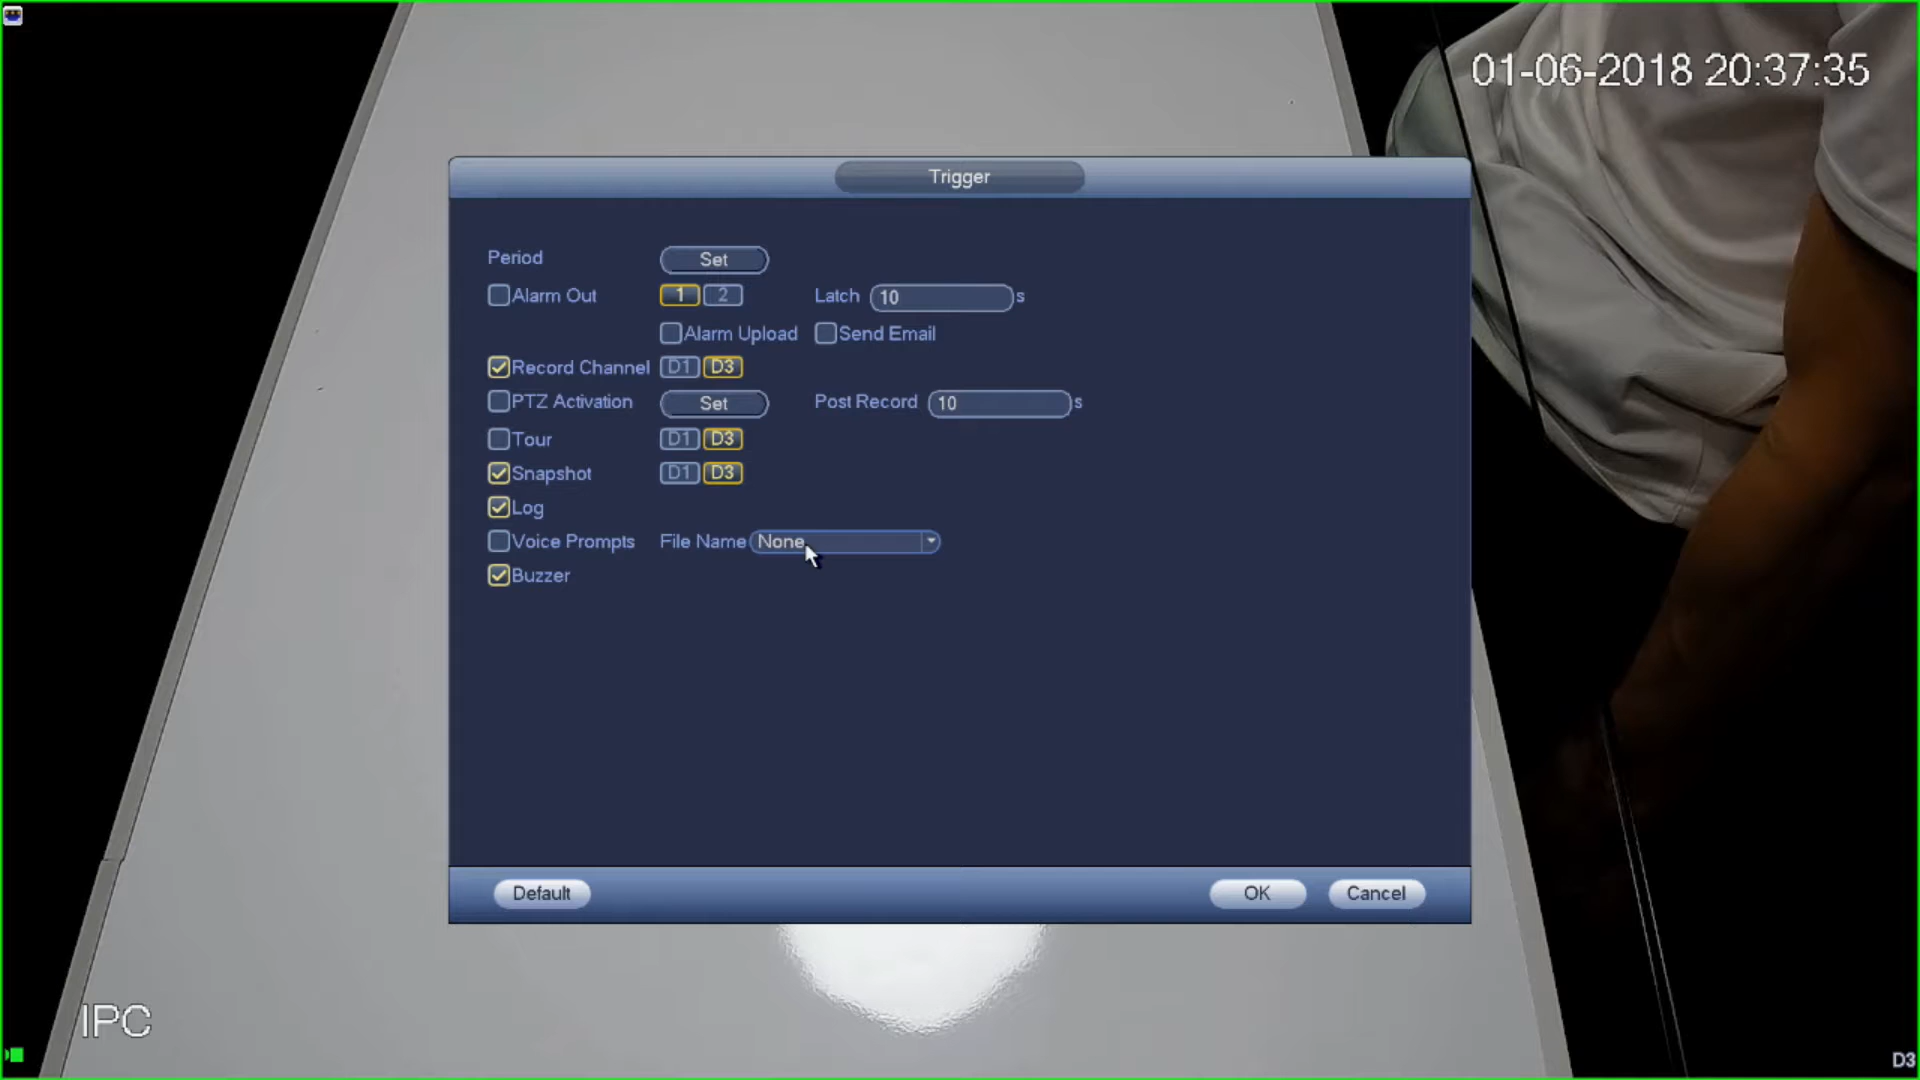 01-06-2018 20:37:35
Trigger
Period Set
Alarm Out 1 2 Latch 10 s
Alarm Upload Send Email
Record Channel D1 D3
PTZ Activation Set Post Record 10 s
Tour D1 D3
Snapshot D1 D3
Log
Voice Prompts File Name None
Buzzer
Default OK Cancel
IPC
D3